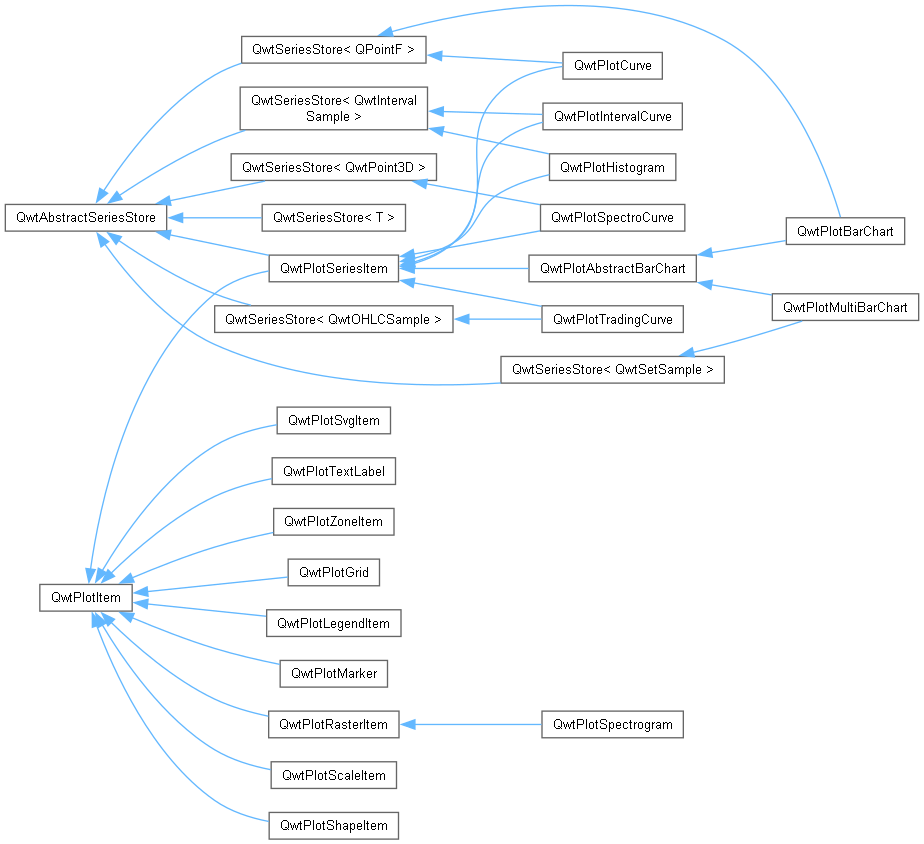 QwtSeriesStore< QPointF >
QwtPlotCurve
QwtSeriesStore< QwtInterval
Sample >
QwtPlotIntervalCurve
QwtSeriesStore< QwtPoint3D >
QwtPlotHistogram
QwtAbstractSeriesStore
QwtSeriesStore< T >
QwtPlotSpectroCurve
QwtPlotBarChart
QwtPlotSeriesItem
QwtPlotAbstractBarChart
QwtPlotMultiBarChart
QwtSeriesStore< QwtOHLCSample >
QwtPlotTradingCurve
QwtSeriesStore< QwtSetSample >
QwtPlotSvgItem
QwtPlotTextLabel
QwtPlotZoneItem
QwtPlotGrid
QwtPlotItem
QwtPlotLegendItem
QwtPlotMarker
QwtPlotRasterItem
QwtPlotSpectrogram
QwtPlotScaleItem
QwtPlotShapeItem